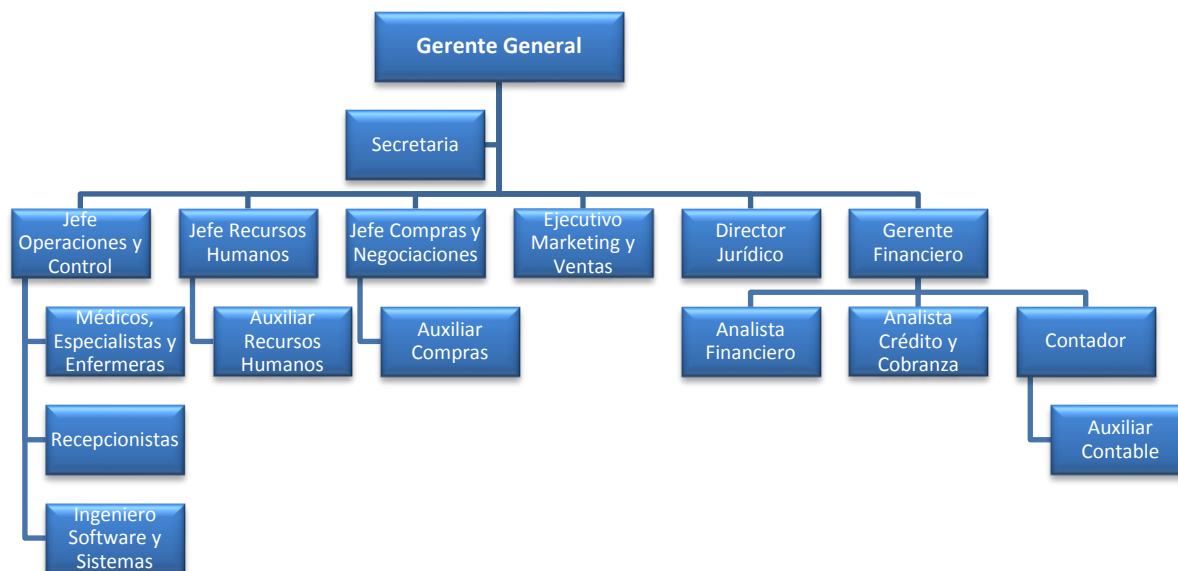 Gerente General
Secretaria
Jefe
Operaciones y
Control
Jefe Recursos
Humanos
Jefe Compras y
Negociaciones
Ejecutivo
Marketing y
Ventas
Director
Jurídico
Gerente
Financiero
Médicos,
Especialistas y
Enfermeras
Auxiliar
Recursos
Humanos
Auxiliar
Compras
Analista
Financiero
Analista
Crédito y
Cobranza
Contador
Recepcionistas
Auxiliar
Contable
Ingeniero
Software y
Sistemas